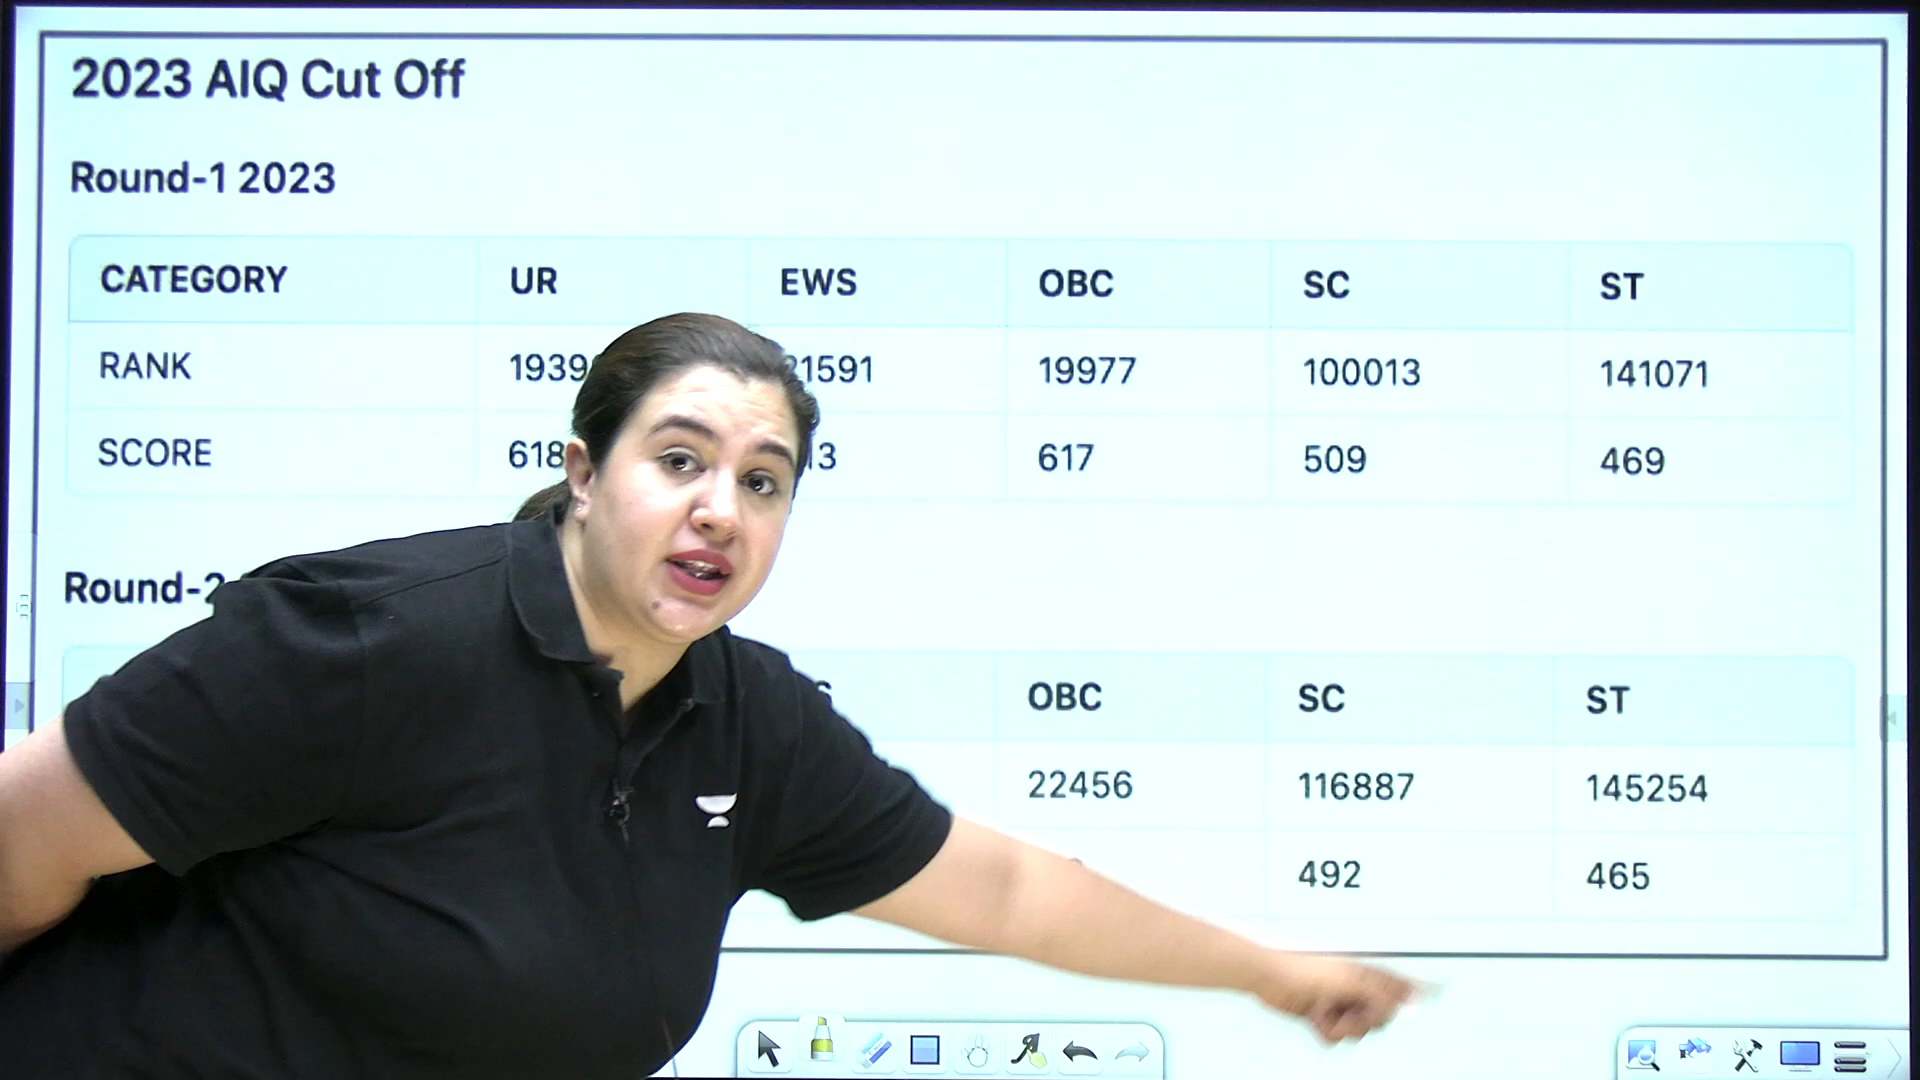 2023 AIQ Cut Off
Round-1 2023
CATEGORY UR EWS OBC SC ST
RANK 1939 1591 19977 100013 141071
SCORE 618 13 617 509 469
Round-2
S OBC SC ST
22456 116887 145254
492 465